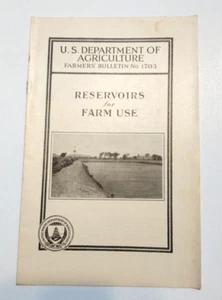 U.S. DEPARTMENT OF
AGRICULTURE
FARMERS' BULLETIN No. 1703
RESERVOIRS
for
FARM USE